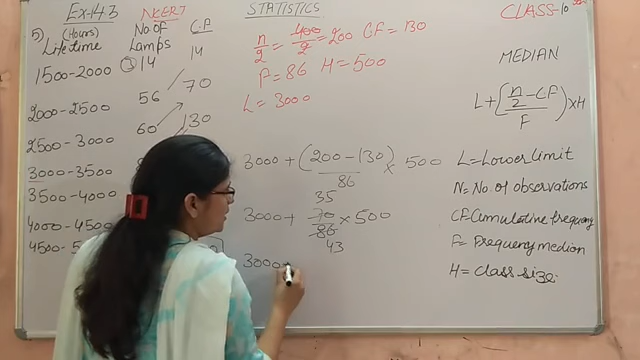 Ex-14.3 NCERT STATISTICS CLASS-10
5) (Hours)
Life time No. of Lamps C.F
1500-2000 14 14
56 70
2000-2500
60 130
2500-3000
3000-3500
3500-4000
4000-4500
4500-5
n/2 = 400/2 = 200 CF = 130
F = 86 H = 500
L = 3000
3000 + (200-130)/86 × 500
35
3000 + 70/86 × 500
43
3000
MEDIAN
L + (n/2 - CF / F) × H
L = Lower limit
N = No. of observations
CF = Cumulative frequency
F = Frequency median
H = Class size